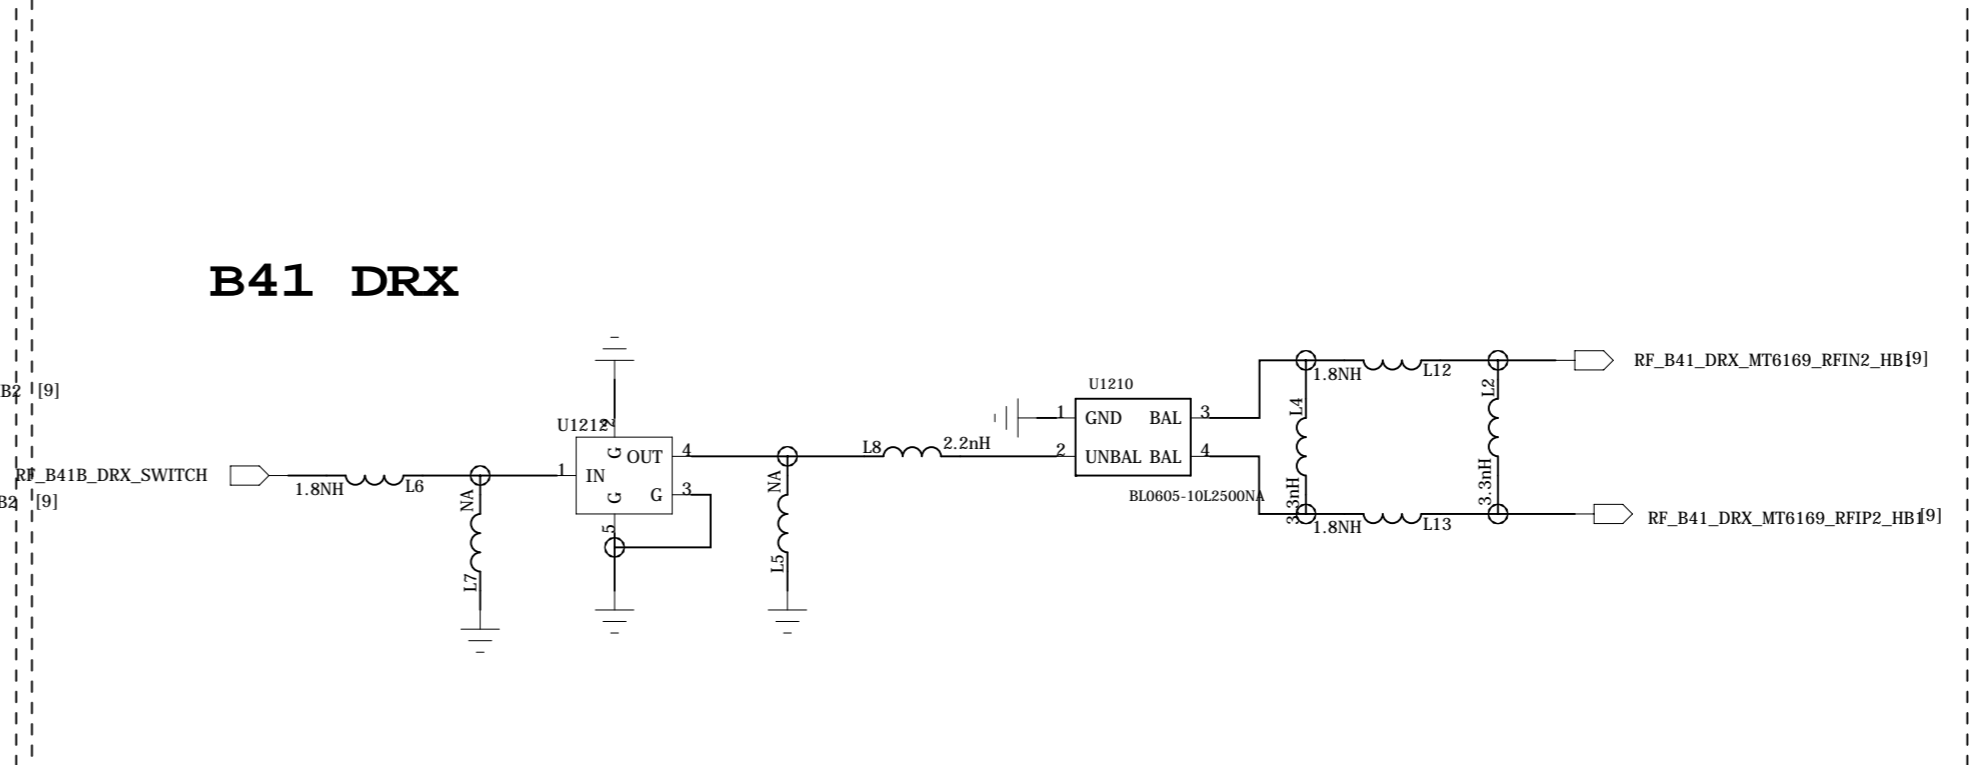 B41 DRX
B2 [9]
B2 [9]
RF_B41B_DRX_SWITCH
1.8NH
L6
NA
L7
U1212
2
1
IN
G
OUT
4
G
G
3
5
NA
L5
L8
2.2nH
U1210
1
GND
BAL
3
2
UNBAL
BAL
4
BL0605-10L2500NA
L4
3.3nH
1.8NH
L12
L2
3.3nH
1.8NH
L13
RF_B41_DRX_MT6169_RFIN2_HB1
[9]
RF_B41_DRX_MT6169_RFIP2_HB1
[9]